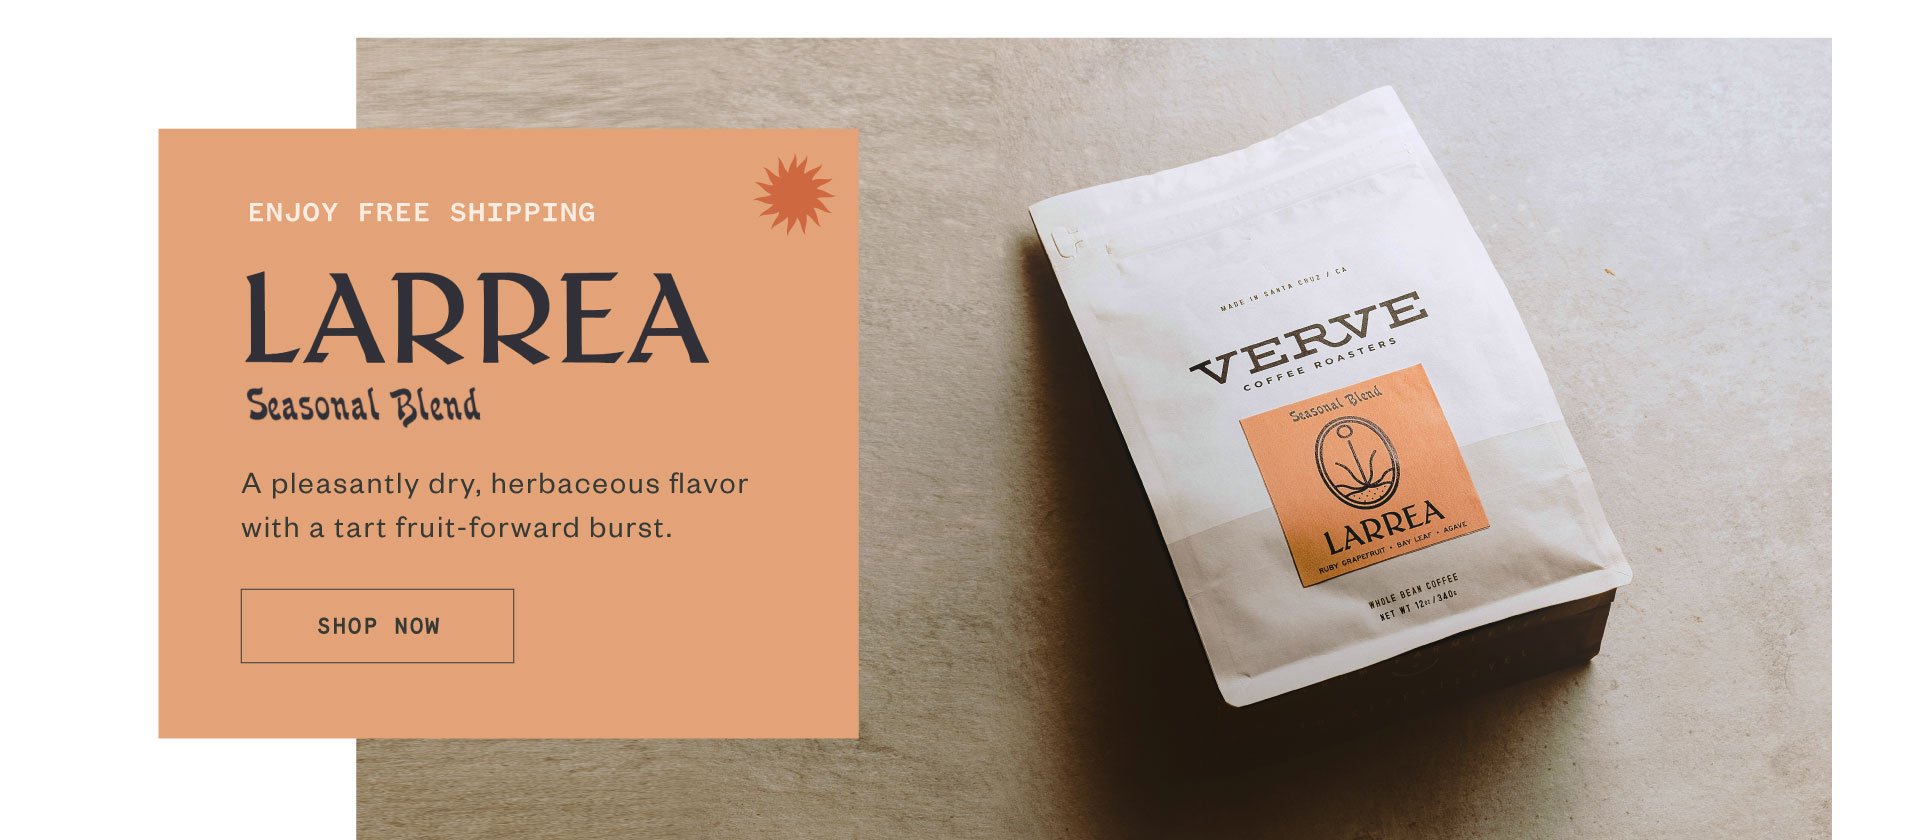 ENJOY FREE SHIPPING
LARREA
Seasonal Blend
A pleasantly dry, herbaceous flavor
with a tart fruit-forward burst.
SHOP NOW
MADE IN SANTA CRUZ / CA
VERVE
COFFEE ROASTERS
Seasonal Blend
LARREA
RUBY GRAPEFRUIT • BAY LEAF • AGAVE
WHOLE BEAN COFFEE
NET WT 12oz / 340g